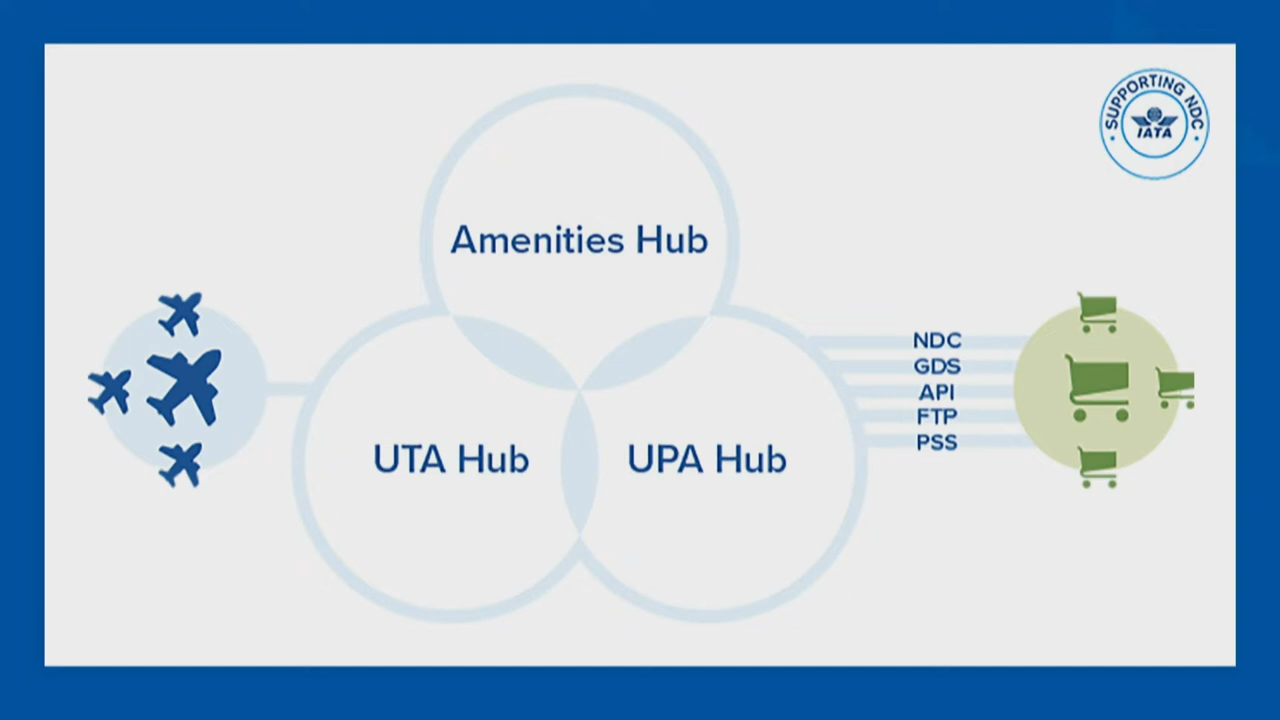 SUPPORTING NDC
IATA
Amenities Hub
UTA Hub
UPA Hub
NDC
GDS
API
FTP
PSS